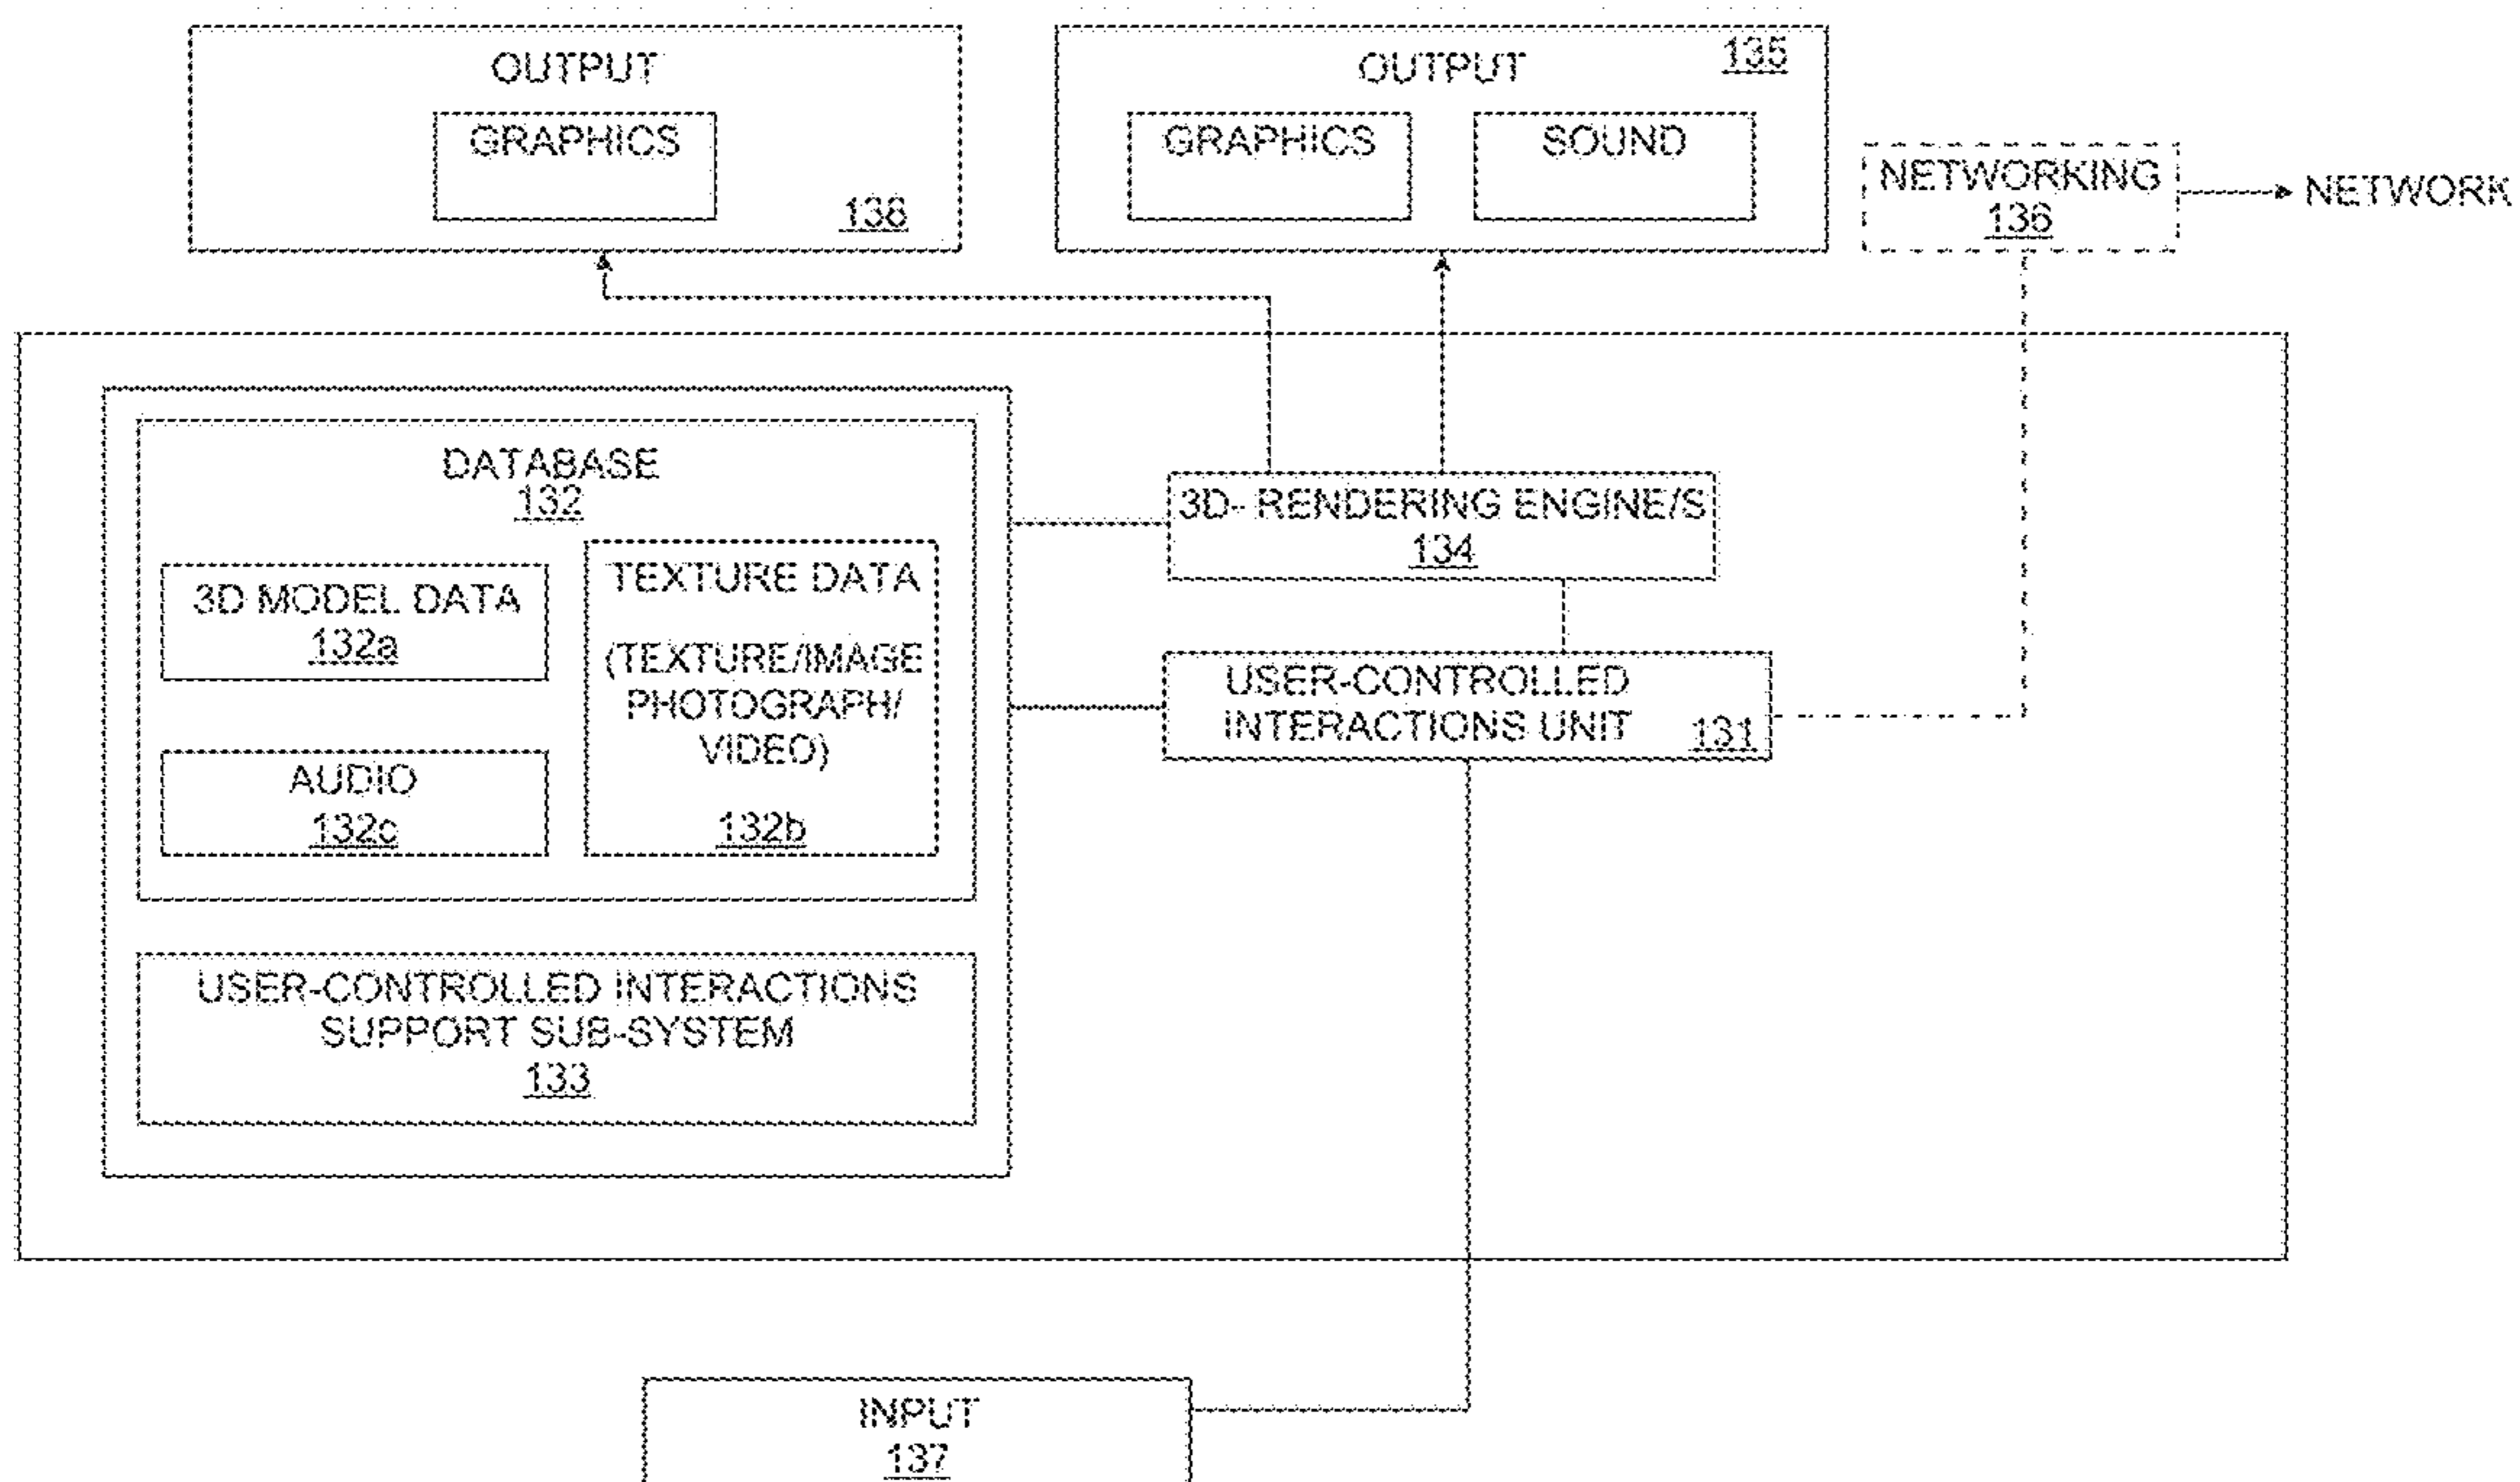 OUTPUT
GRAPHICS
138
OUTPUT
135
GRAPHICS
SOUND
NETWORKING
136
NETWORK
DATABASE
132
3D MODEL DATA
132a
TEXTURE DATA
(TEXTURE/IMAGE
PHOTOGRAPH/
VIDEO)
132b
AUDIO
132c
USER-CONTROLLED INTERACTIONS
SUPPORT SUB-SYSTEM
133
3D- RENDERING ENGINE/S
134
USER-CONTROLLED
INTERACTIONS UNIT
131
INPUT
137